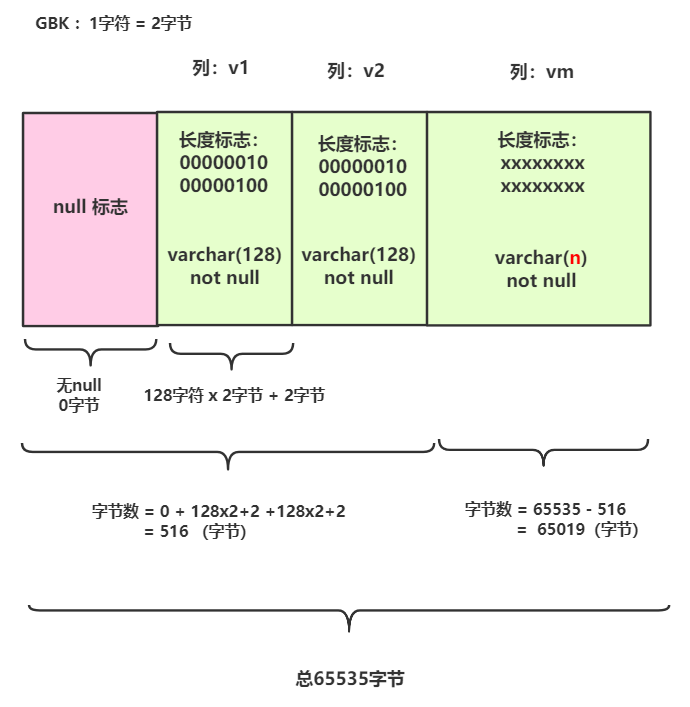 GBK ：1字符 = 2字节
列：v1
列：v2
列：vm
null 标志
长度标志：
00000010
00000100
varchar(128)
not null
长度标志：
00000010
00000100
varchar(128)
not null
长度标志：
xxxxxxxx
xxxxxxxx
varchar(n)
not null
无null
0字节
128字符 x 2字节 + 2字节
字节数 = 0 + 128x2+2 +128x2+2
= 516 （字节）
字节数 = 65535 - 516
= 65019（字节）
总65535字节